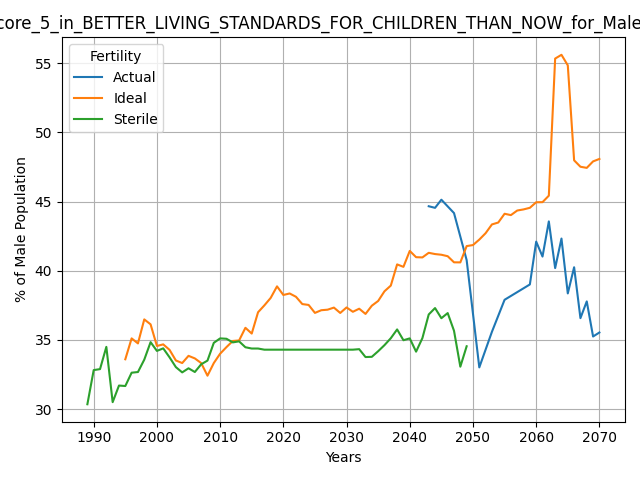 core_5_in_BETTER_LIVING_STANDARDS_FOR_CHILDREN_THAN_NOW_for_Male
Fertility
Actual
Ideal
Sterile
% of Male Population
55
50
45
40
35
30
1990 2000 2010 2020 2030 2040 2050 2060 2070
Years